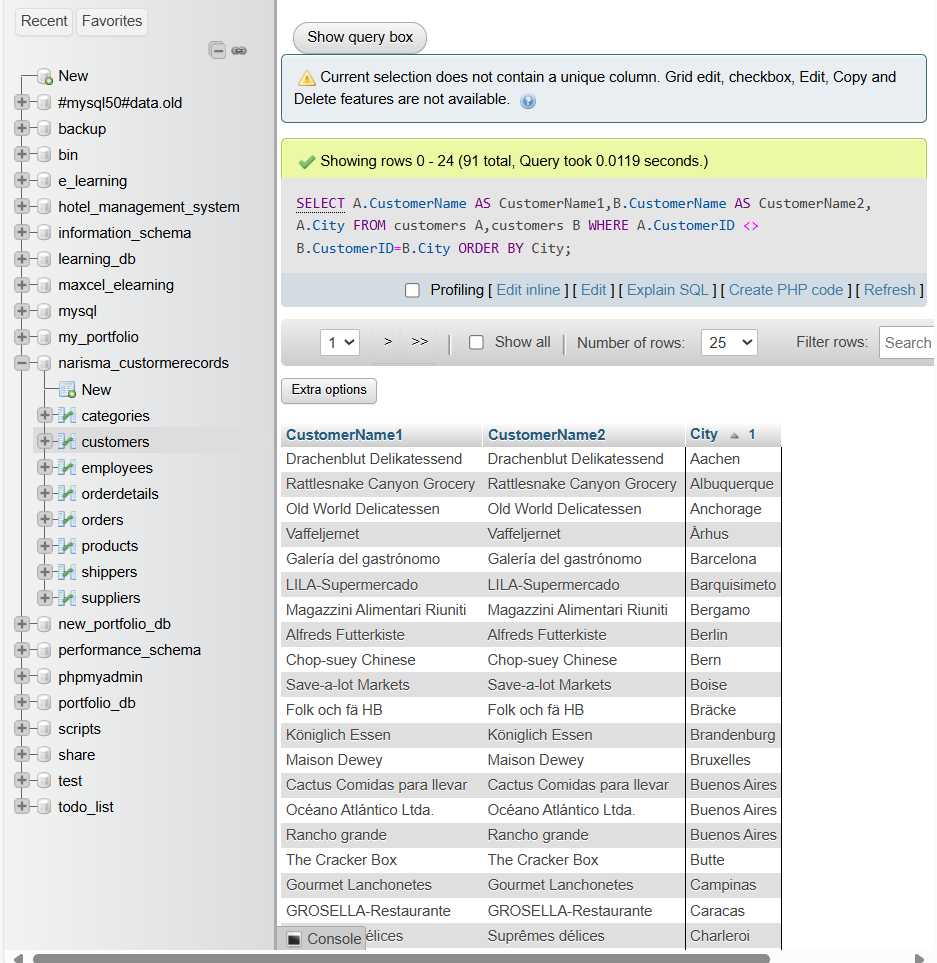 Recent Favorites
New
#mysql50#data.old
backup
bin
e_learning
hotel_management_system
information_schema
learning_db
maxcel_elearning
mysql
my_portfolio
narisma_custormerecords
New
categories
customers
employees
orderdetails
orders
products
shippers
suppliers
new_portfolio_db
performance_schema
phpmyadmin
portfolio_db
scripts
share
test
todo_list
Show query box
Current selection does not contain a unique column. Grid edit, checkbox, Edit, Copy and
Delete features are not available.
Showing rows 0 - 24 (91 total, Query took 0.0119 seconds.)
SELECT A.CustomerName AS CustomerName1,B.CustomerName AS CustomerName2,
A.City FROM customers A,customers B WHERE A.CustomerID <>
B.CustomerID=B.City ORDER BY City;
Profiling [ Edit inline ] [ Edit ] [ Explain SQL ] [ Create PHP code ] [ Refresh ]
1 > >> | Show all | Number of rows: 25 Filter rows: Search
Extra options
CustomerName1 CustomerName2 City 1
Drachenblut Delikatessend Drachenblut Delikatessend Aachen
Rattlesnake Canyon Grocery Rattlesnake Canyon Grocery Albuquerque
Old World Delicatessen Old World Delicatessen Anchorage
Vaffeljernet Vaffeljernet Århus
Galería del gastrónomo Galería del gastrónomo Barcelona
LILA-Supermercado LILA-Supermercado Barquisimeto
Magazzini Alimentari Riuniti Magazzini Alimentari Riuniti Bergamo
Alfreds Futterkiste Alfreds Futterkiste Berlin
Chop-suey Chinese Chop-suey Chinese Bern
Save-a-lot Markets Save-a-lot Markets Boise
Folk och fä HB Folk och fä HB Bräcke
Königlich Essen Königlich Essen Brandenburg
Maison Dewey Maison Dewey Bruxelles
Cactus Comidas para llevar Cactus Comidas para llevar Buenos Aires
Océano Atlántico Ltda. Océano Atlántico Ltda. Buenos Aires
Rancho grande Rancho grande Buenos Aires
The Cracker Box The Cracker Box Butte
Gourmet Lanchonetes Gourmet Lanchonetes Campinas
GROSELLA-Restaurante GROSELLA-Restaurante Caracas
Console élices Suprêmes délices Charleroi